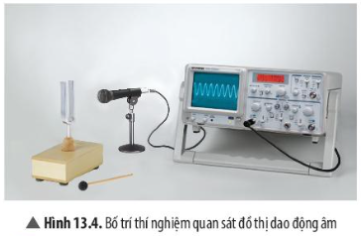 ▲ Hình 13.4. Bố trí thí nghiệm quan sát đồ thị dao động âm